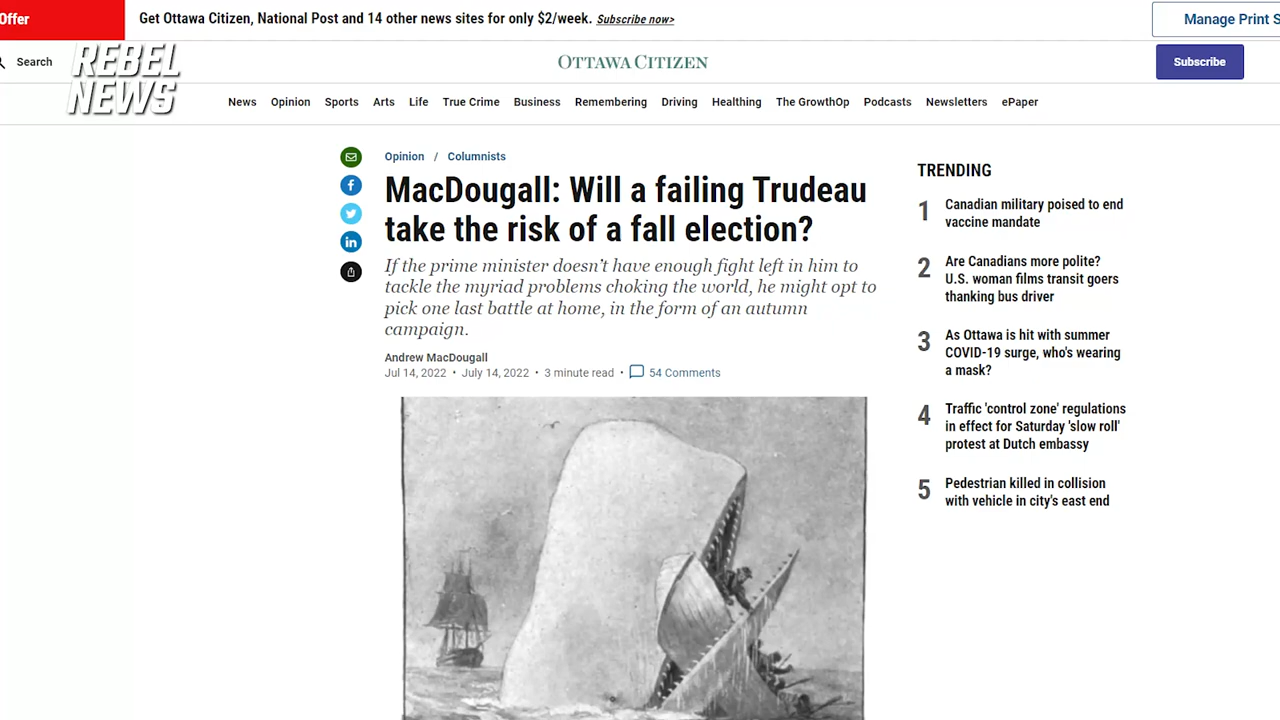 Offer
Get Ottawa Citizen, National Post and 14 other news sites for only $2/week. Subscribe now>
Manage Print S
Search
REBEL
NEWS
OTTAWA CITIZEN
Subscribe
News Opinion Sports Arts Life True Crime Business Remembering Driving Healthing The GrowthOp Podcasts Newsletters ePaper
Opinion / Columnists
MacDougall: Will a failing Trudeau
take the risk of a fall election?
If the prime minister doesn’t have enough fight left in him to
tackle the myriad problems choking the world, he might opt to
pick one last battle at home, in the form of an autumn
campaign.
Andrew MacDougall
Jul 14, 2022 • July 14, 2022 • 3 minute read • 54 Comments
TRENDING
1 Canadian military poised to end
vaccine mandate
2 Are Canadians more polite?
U.S. woman films transit goers
thanking bus driver
3 As Ottawa is hit with summer
COVID-19 surge, who's wearing
a mask?
4 Traffic 'control zone' regulations
in effect for Saturday 'slow roll'
protest at Dutch embassy
5 Pedestrian killed in collision
with vehicle in city's east end